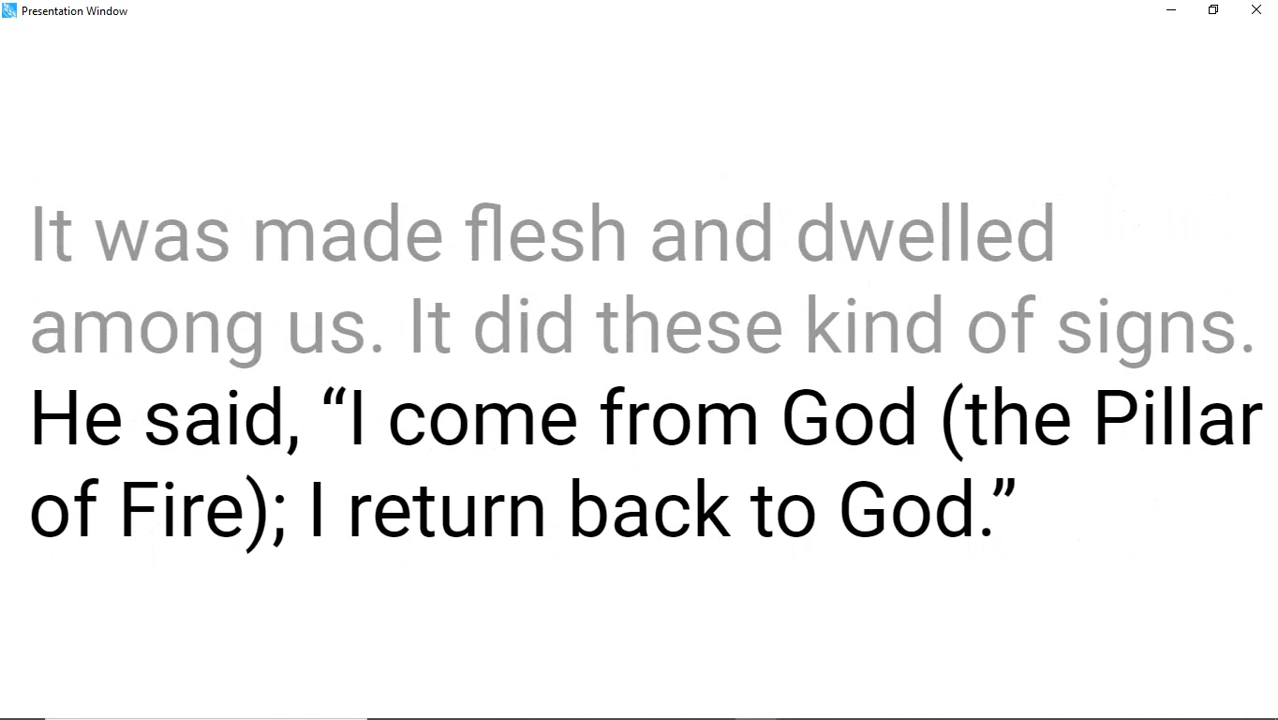 Presentation Window
It was made flesh and dwelled
among us. It did these kind of signs.
He said, “I come from God (the Pillar
of Fire); I return back to God.”